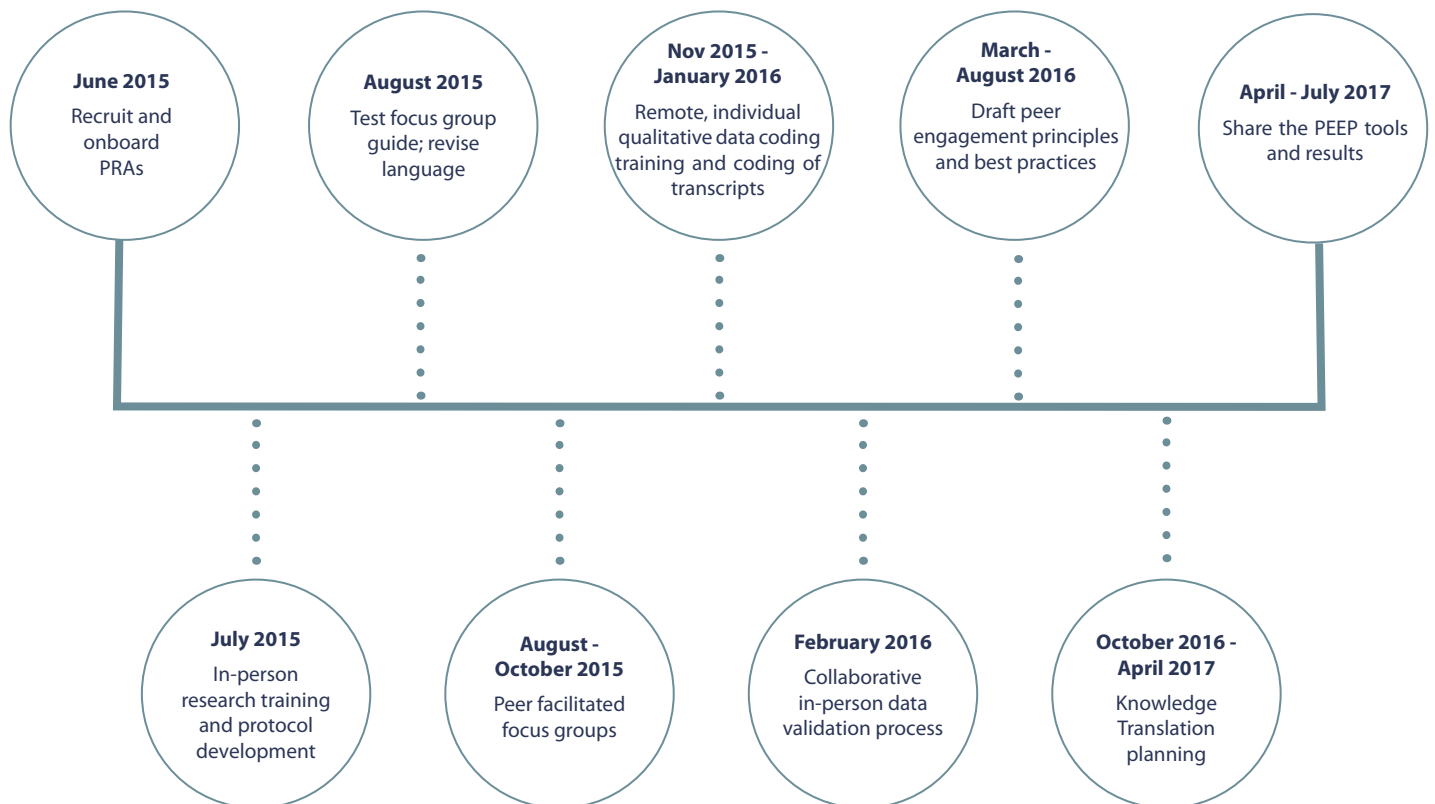 June 2015
Recruit and
onboard
PRAs
August 2015
Test focus group
guide; revise
language
Nov 2015 -
January 2016
Remote, individual
qualitative data coding
training and coding of
transcripts
March -
August 2016
Draft peer
engagement principles
and best practices
April - July 2017
Share the PEEP tools
and results
July 2015
In-person
research training
and protocol
development
August -
October 2015
Peer facilitated
focus groups
February 2016
Collaborative
in-person data
validation process
October 2016 -
April 2017
Knowledge
Translation
planning